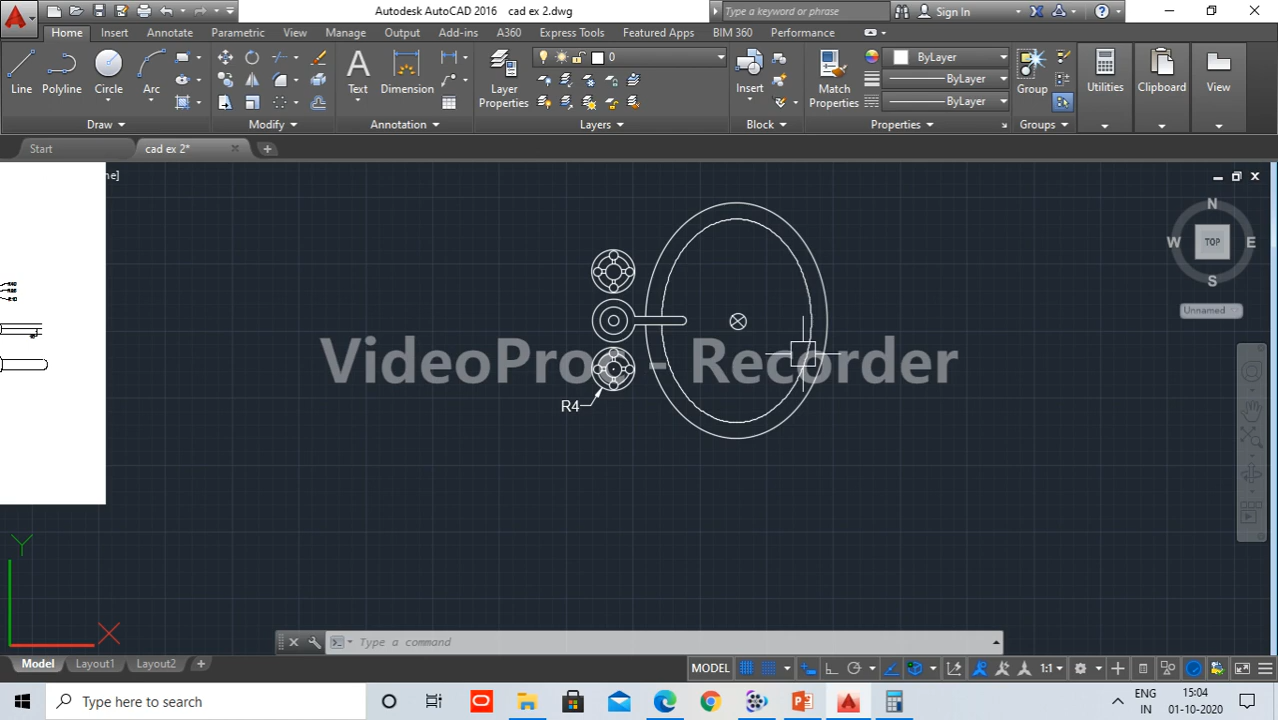 Autodesk AutoCAD 2016 cad ex 2.dwg
Type a keyword or phrase
Sign In
Home Insert Annotate Parametric View Manage Output Add-ins A360 Express Tools Featured Apps BIM 360 Performance
Line Polyline Circle Arc
Text Dimension
Layer Properties
0
Insert
Match Properties
ByLayer
ByLayer
ByLayer
Group
Utilities
Clipboard
View
Draw Modify Annotation Layers Block Properties Groups
Start cad ex 2*
ne]
N
W TOP E
S
Unnamed
VideoPro - Recorder
R4
Y
X
Type a command
Model Layout1 Layout2
MODEL
1:1
Type here to search
ENG
IN
15:04
01-10-2020